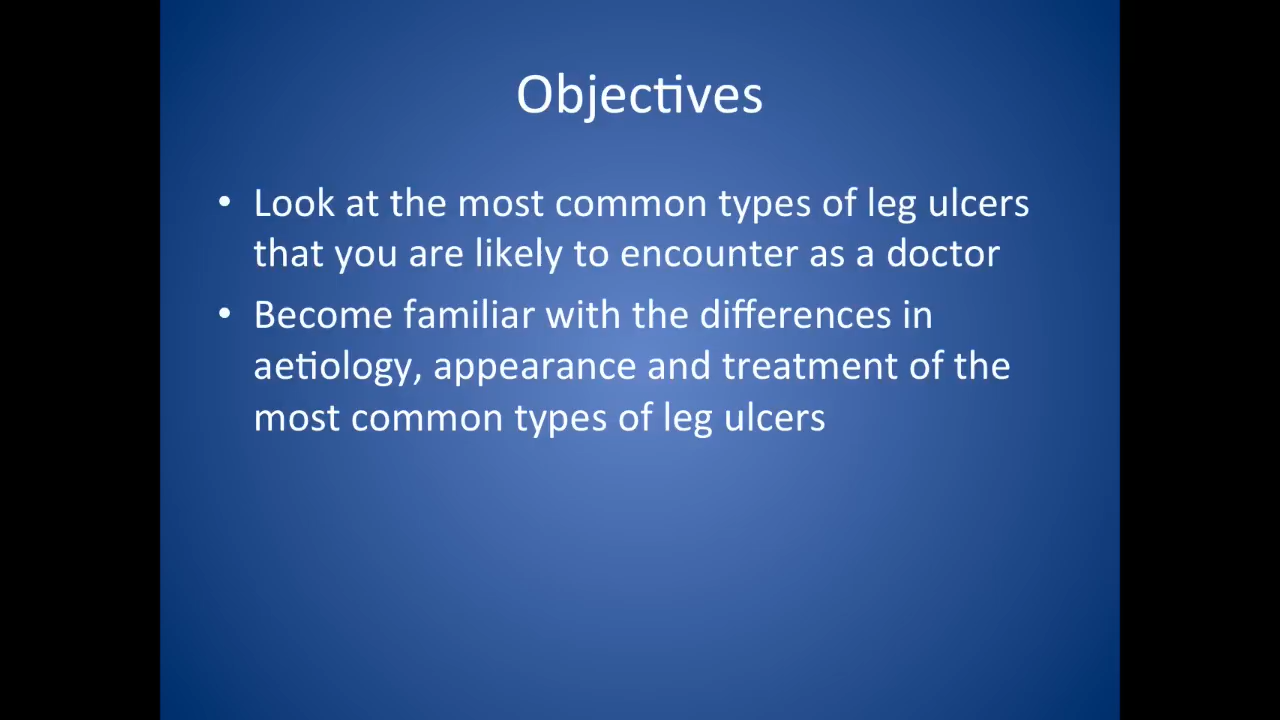 Objectives
• Look at the most common types of leg ulcers
that you are likely to encounter as a doctor
• Become familiar with the differences in
aetiology, appearance and treatment of the
most common types of leg ulcers